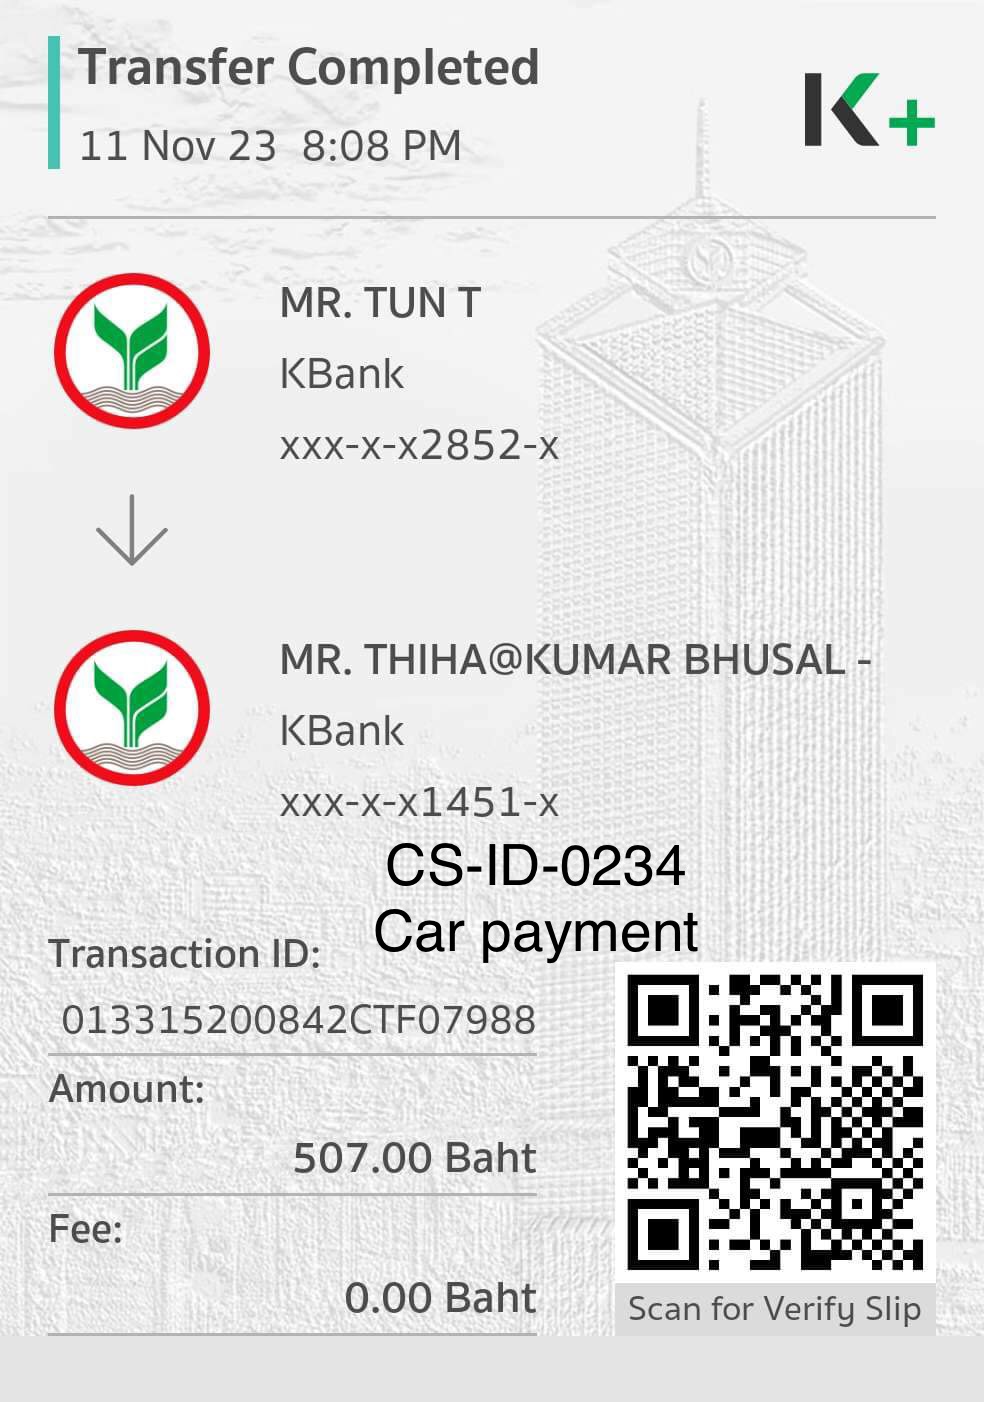 Transfer Completed
11 Nov 23 8:08 PM
K+
MR. TUN T
KBank
xxx-x-x2852-x
MR. THIHA@KUMAR BHUSAL -
KBank
xxx-x-x1451-x
CS-ID-0234
Car payment
Transaction ID:
013315200842CTF07988
Amount:
507.00 Baht
Fee:
0.00 Baht
Scan for Verify Slip